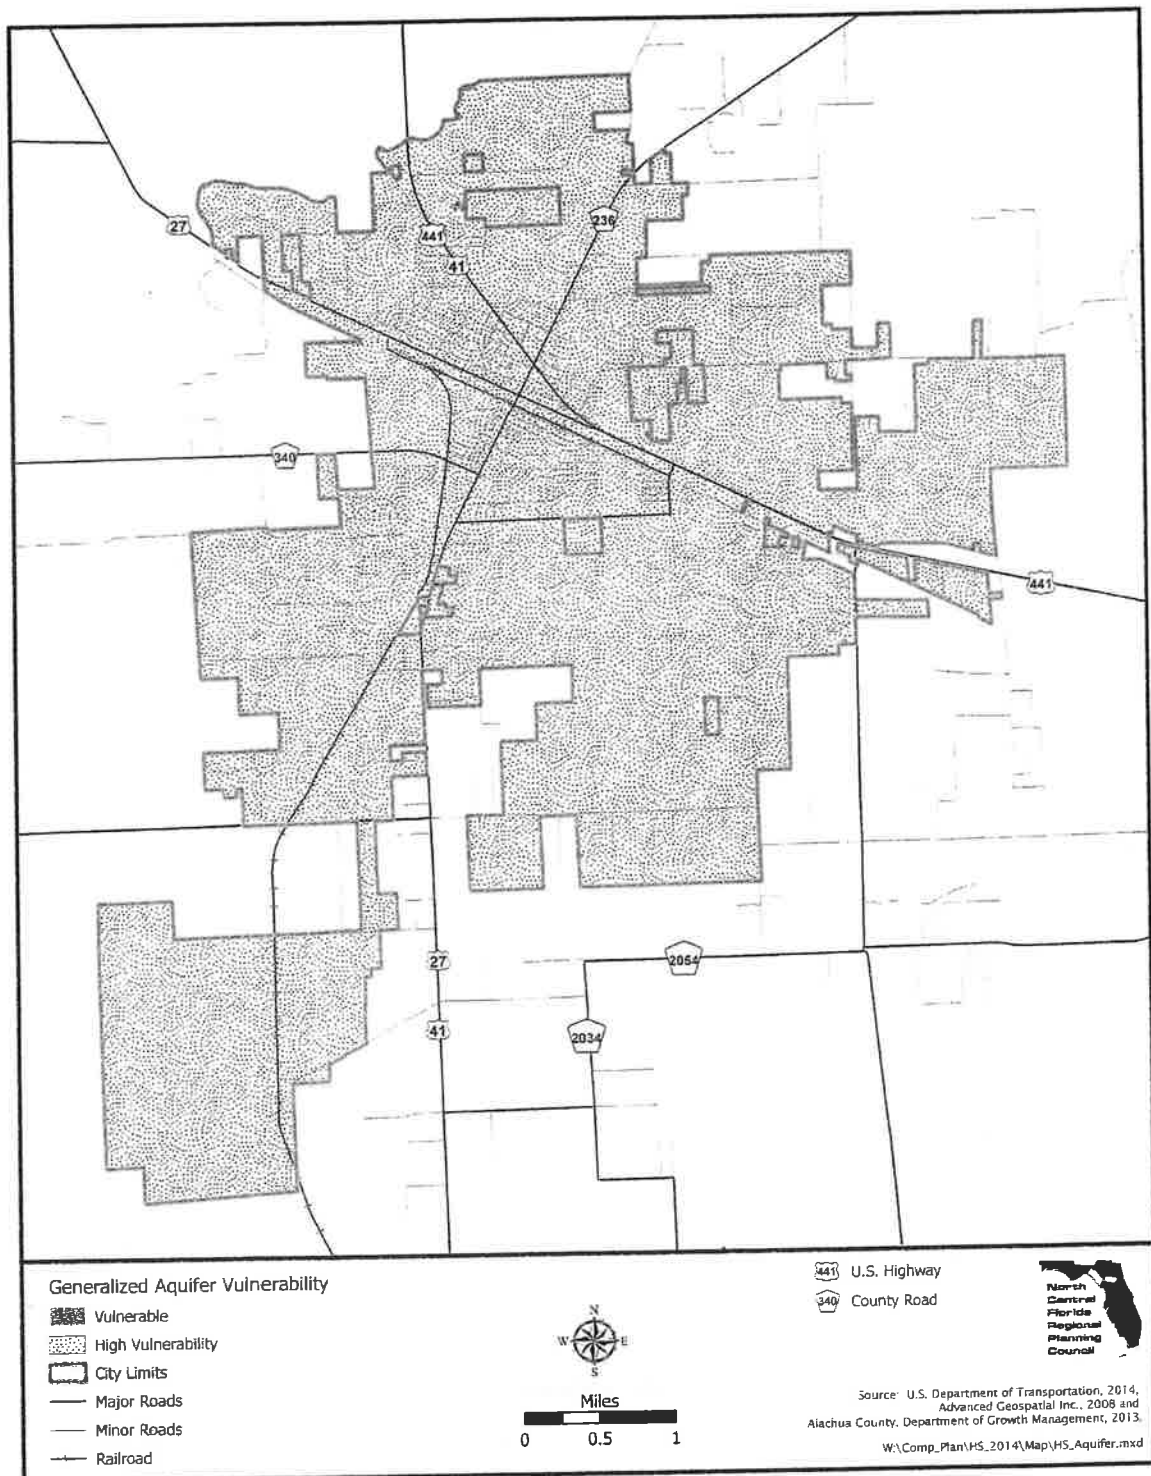 27
441
41
236
340
441
27
41
2054
2034
Generalized Aquifer Vulnerability
Vulnerable
High Vulnerability
City Limits
Major Roads
Minor Roads
Railroad
N
W E
S
Miles
0 0.5 1
441 U.S. Highway
340 County Road
North
Central
Florida
Regional
Planning
Council
Source: U.S. Department of Transportation, 2014,
Advanced Geospatial Inc., 2008 and
Alachua County, Department of Growth Management, 2013.
W:\Comp_Plan\HS_2014\Map\HS_Aquifer.mxd